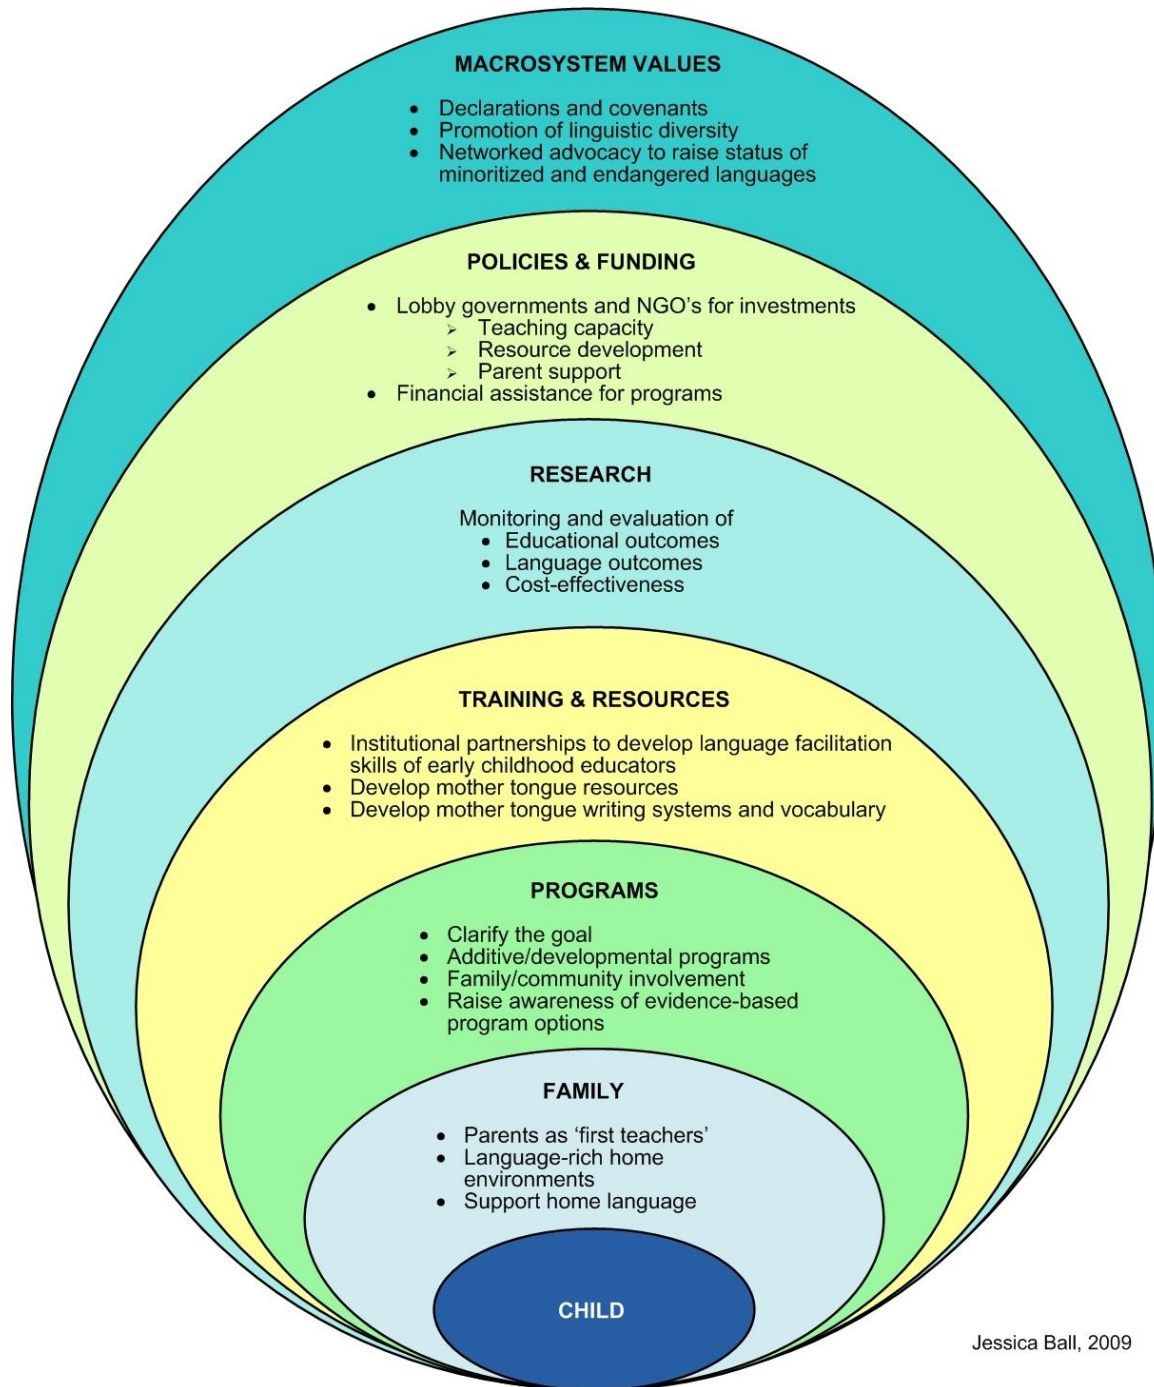 MACROSYSTEM VALUES
• Declarations and covenants
• Promotion of linguistic diversity
• Networked advocacy to raise status of
minoritized and endangered languages
POLICIES & FUNDING
• Lobby governments and NGO's for investments
➢ Teaching capacity
➢ Resource development
➢ Parent support
• Financial assistance for programs
RESEARCH
Monitoring and evaluation of
• Educational outcomes
• Language outcomes
• Cost-effectiveness
TRAINING & RESOURCES
• Institutional partnerships to develop language facilitation
skills of early childhood educators
• Develop mother tongue resources
• Develop mother tongue writing systems and vocabulary
PROGRAMS
• Clarify the goal
• Additive/developmental programs
• Family/community involvement
• Raise awareness of evidence-based
program options
FAMILY
• Parents as ‘first teachers’
• Language-rich home
environments
• Support home language
CHILD
Jessica Ball, 2009